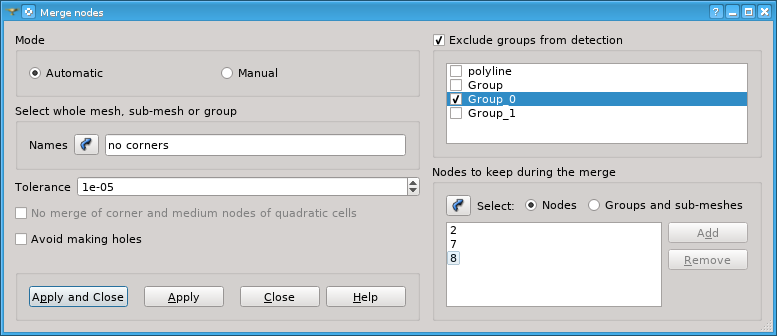 Merge nodes
Mode
Automatic
Manual
Select whole mesh, sub-mesh or group
Names
no corners
Tolerance
1e-05
No merge of corner and medium nodes of quadratic cells
Avoid making holes
Apply and Close
Apply
Close
Help
Exclude groups from detection
polyline
Group
Group_0
Group_1
Nodes to keep during the merge
Select:
Nodes
Groups and sub-meshes
2
7
8
Add
Remove